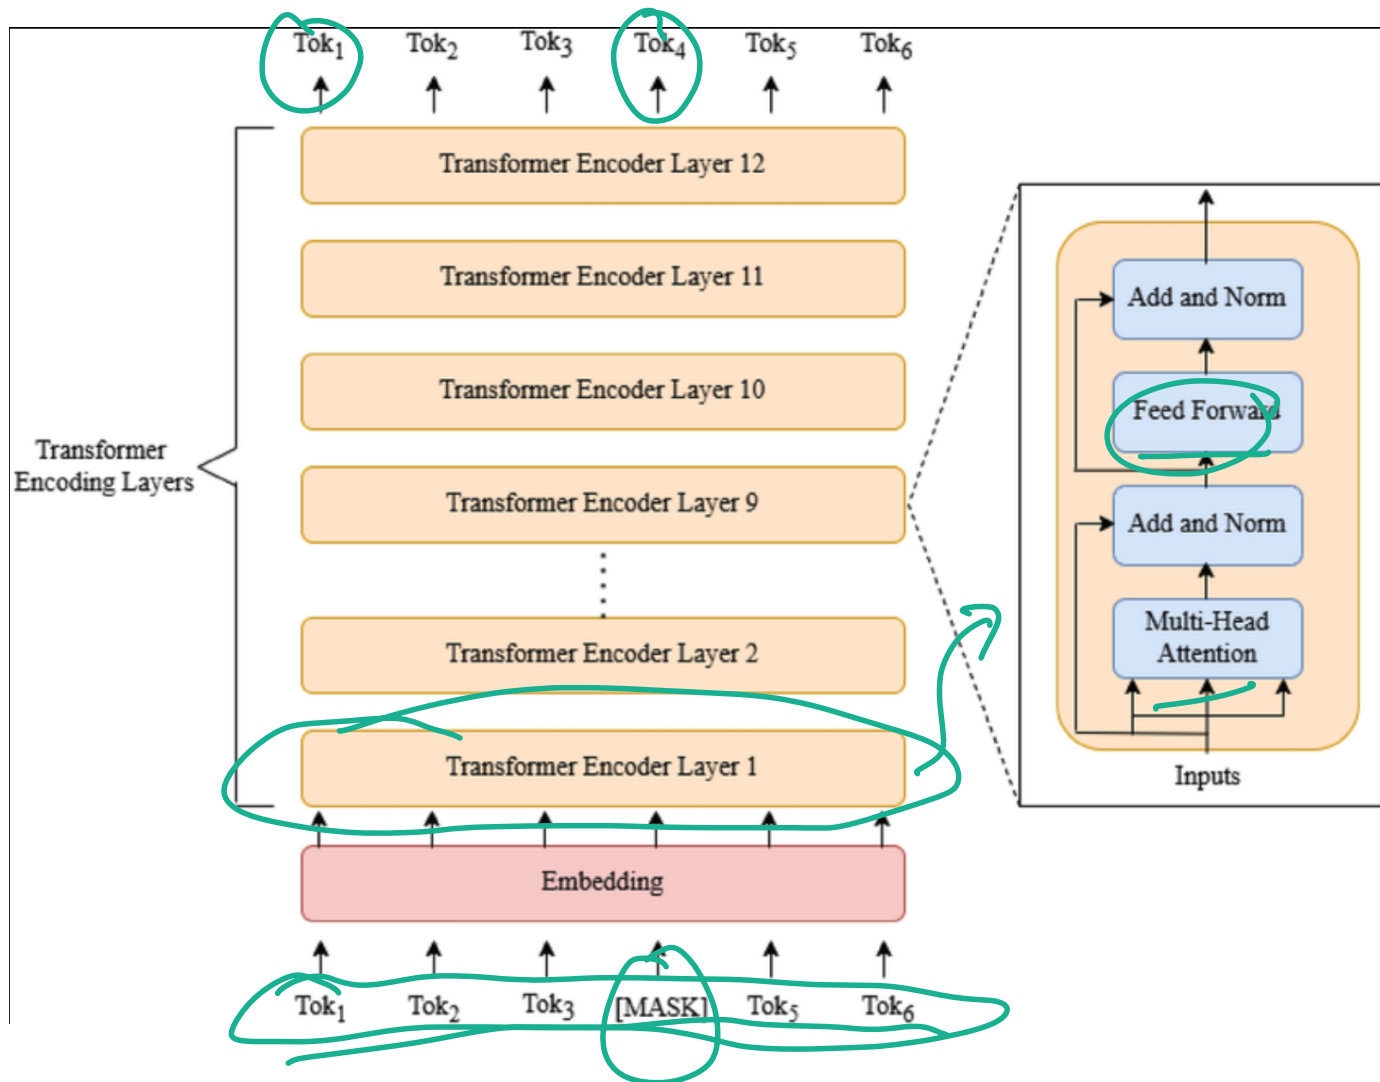 Tok1 Tok2 Tok3 Tok4 Tok5 Tok6
Transformer Encoder Layer 12
Transformer Encoder Layer 11
Transformer Encoder Layer 10
Transformer Encoder Layer 9
Transformer Encoder Layer 2
Transformer Encoder Layer 1
Embedding
Tok1 Tok2 Tok3 [MASK] Tok5 Tok6
Transformer
Encoding Layers
Add and Norm
Feed Forward
Add and Norm
Multi-Head
Attention
Inputs